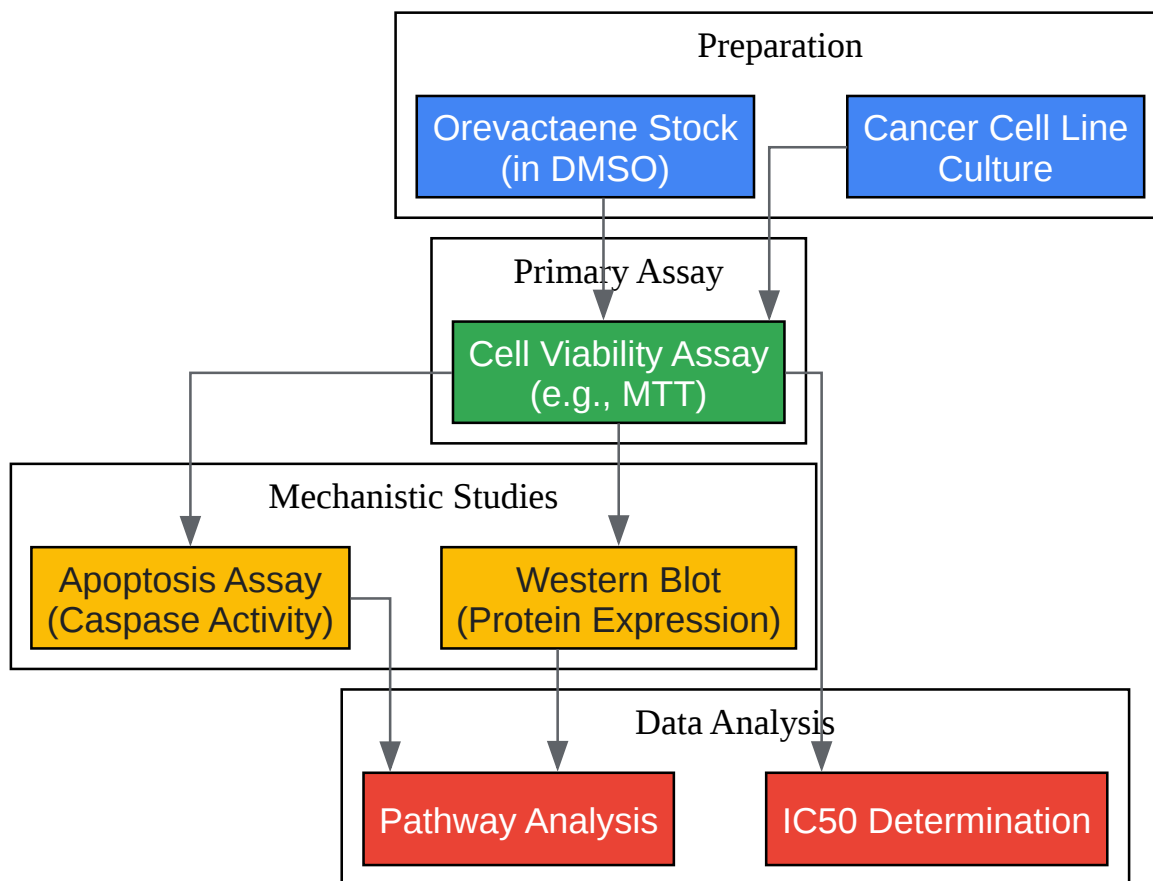 Preparation
Orevactaene Stock
(in DMSO)
Cancer Cell Line
Culture
Primary Assay
Cell Viability Assay
(e.g., MTT)
Mechanistic Studies
Apoptosis Assay
(Caspase Activity)
Western Blot
(Protein Expression)
Data Analysis
Pathway Analysis
IC50 Determination